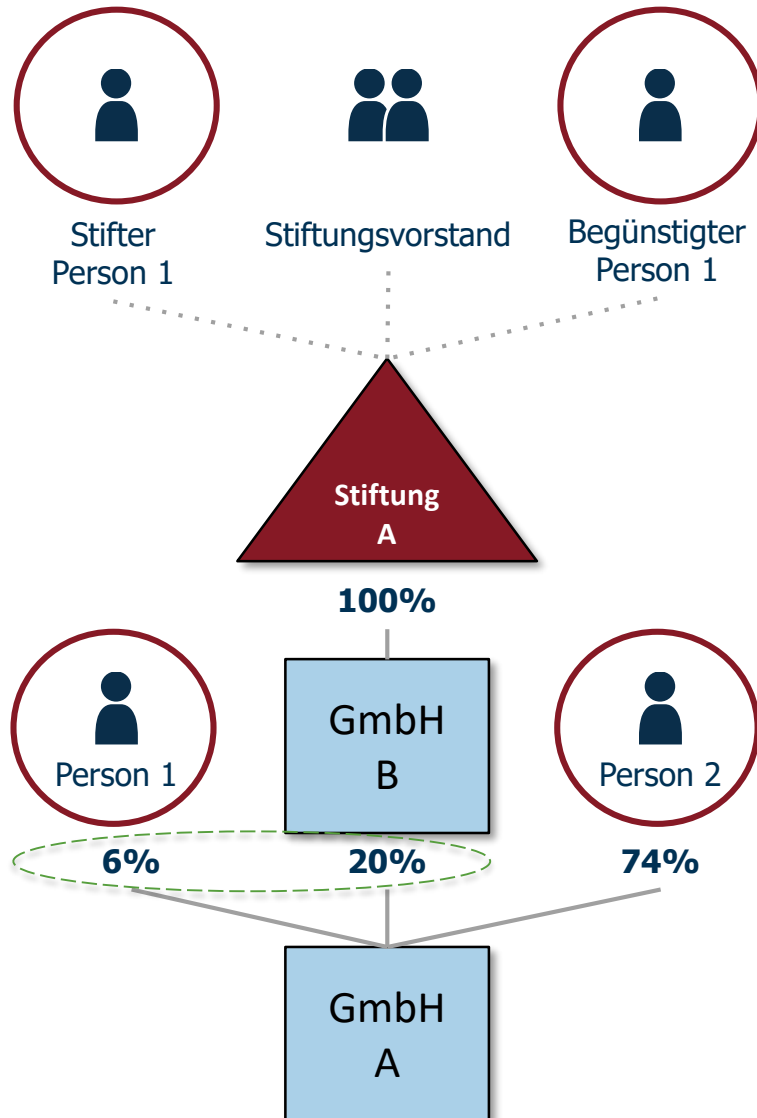 Stifter
Person 1
Stiftungsvorstand
Begünstigter
Person 1
Stiftung
A
100%
Person 1
GmbH
B
Person 2
6%
20%
74%
GmbH
A